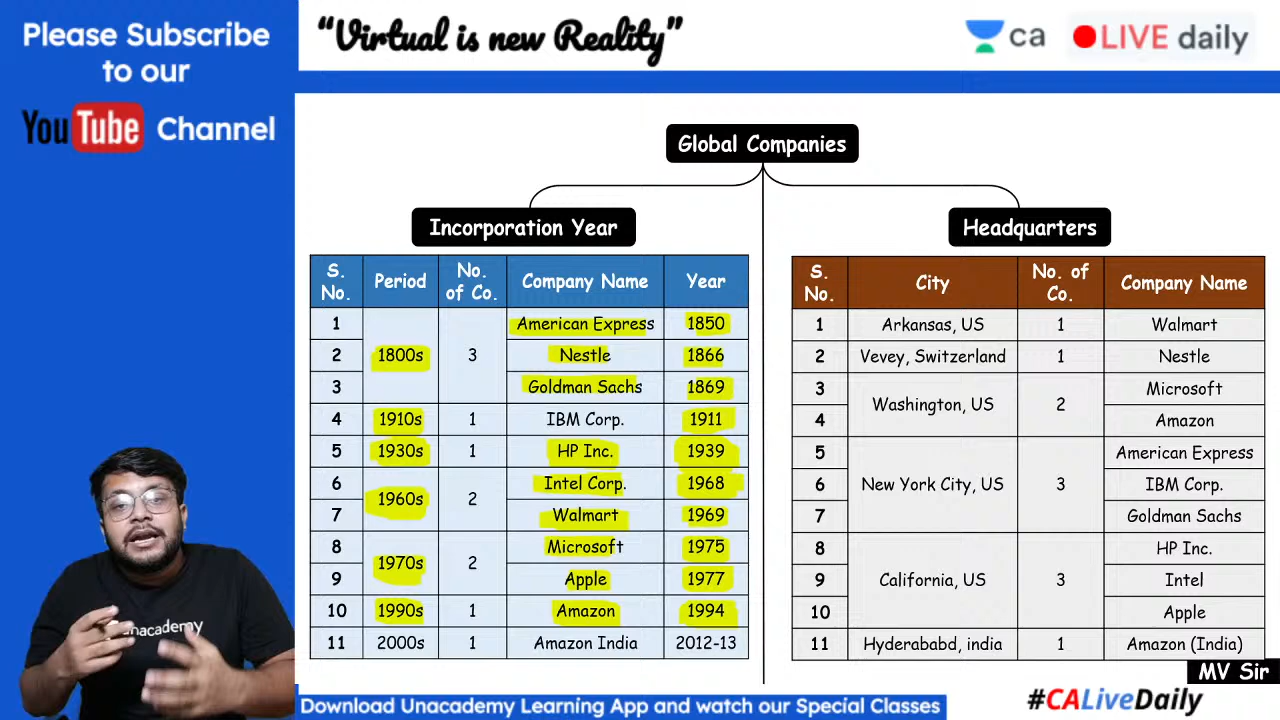 Please Subscribe
to our
YouTube Channel
"Virtual is new Reality"
ca
LIVE daily
Global Companies
Incorporation Year
S. No. Period No. of Co. Company Name Year
1 1800s 3 American Express 1850
2 Nestle 1866
3 Goldman Sachs 1869
4 1910s 1 IBM Corp. 1911
5 1930s 1 HP Inc. 1939
6 1960s 2 Intel Corp. 1968
7 Walmart 1969
8 1970s 2 Microsoft 1975
9 Apple 1977
10 1990s 1 Amazon 1994
11 2000s 1 Amazon India 2012-13
Headquarters
S. No. City No. of Co. Company Name
1 Arkansas, US 1 Walmart
2 Vevey, Switzerland 1 Nestle
3 Washington, US 2 Microsoft
4 Amazon
5 New York City, US 3 American Express
6 IBM Corp.
7 Goldman Sachs
8 California, US 3 HP Inc.
9 Intel
10 Apple
11 Hyderababd, india 1 Amazon (India)
unacademy
MV Sir
Download Unacademy Learning App and watch our Special Classes
#CALiveDaily